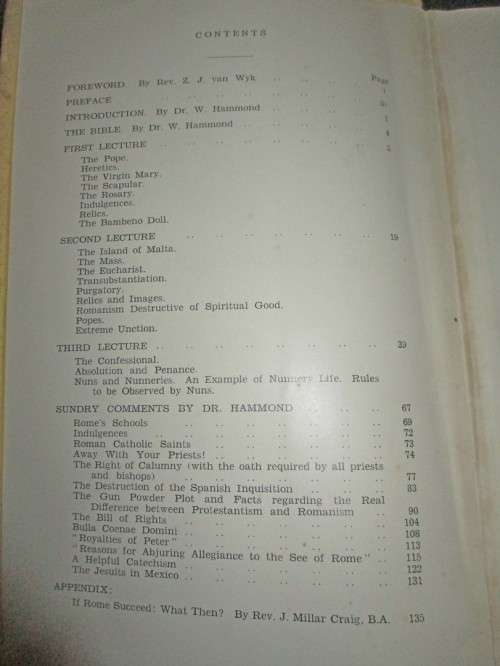 CONTENTS
Page
FOREWORD. By Rev. Z. J. van Wyk .. .. .. ..
PREFACE .. .. .. .. .. .. ..
INTRODUCTION. By Dr. W. Hammond .. .. .. ..
THE BIBLE. By Dr. W. Hammond .. .. .. .. 4
FIRST LECTURE .. .. .. .. .. .. .. 5
The Pope.
Heretics.
The Virgin Mary.
The Scapular.
The Rosary.
Indulgences.
Relics.
The Bambeno Doll.
SECOND LECTURE .. .. .. .. .. .. .. 19
The Island of Malta.
The Mass.
The Eucharist.
Transubstantiation.
Purgatory.
Relics and Images.
Romanism Destructive of Spiritual Good.
Popes.
Extreme Unction.
THIRD LECTURE .. .. .. .. .. .. .. 39
The Confessional.
Absolution and Penance.
Nuns and Nunneries. An Example of Nunnery Life. Rules
to be Observed by Nuns.
SUNDRY COMMENTS BY DR. HAMMOND .. .. .. 67
Rome's Schools .. .. .. .. .. .. 69
Indulgences .. .. .. .. .. .. .. 72
Roman Catholic Saints .. .. .. .. .. 73
Away With Your Priests! .. .. .. .. .. 74
The Right of Calumny (with the oath required by all priests
and bishops) .. .. .. .. .. .. 77
The Destruction of the Spanish Inquisition .. .. .. 83
The Gun Powder Plot and Facts regarding the Real
Difference between Protestantism and Romanism .. 90
The Bill of Rights .. .. .. .. .. .. 104
Bulla Coenae Domini .. .. .. .. .. .. 108
"Royalties of Peter" .. .. .. .. .. .. 113
"Reasons for Abjuring Allegiance to the See of Rome" .. .. 115
A Helpful Catechism .. .. .. .. .. .. 122
The Jesuits in Mexico .. .. .. .. .. .. 131
APPENDIX:
If Rome Succeed: What Then? By Rev. J. Millar Craig, B.A. 135